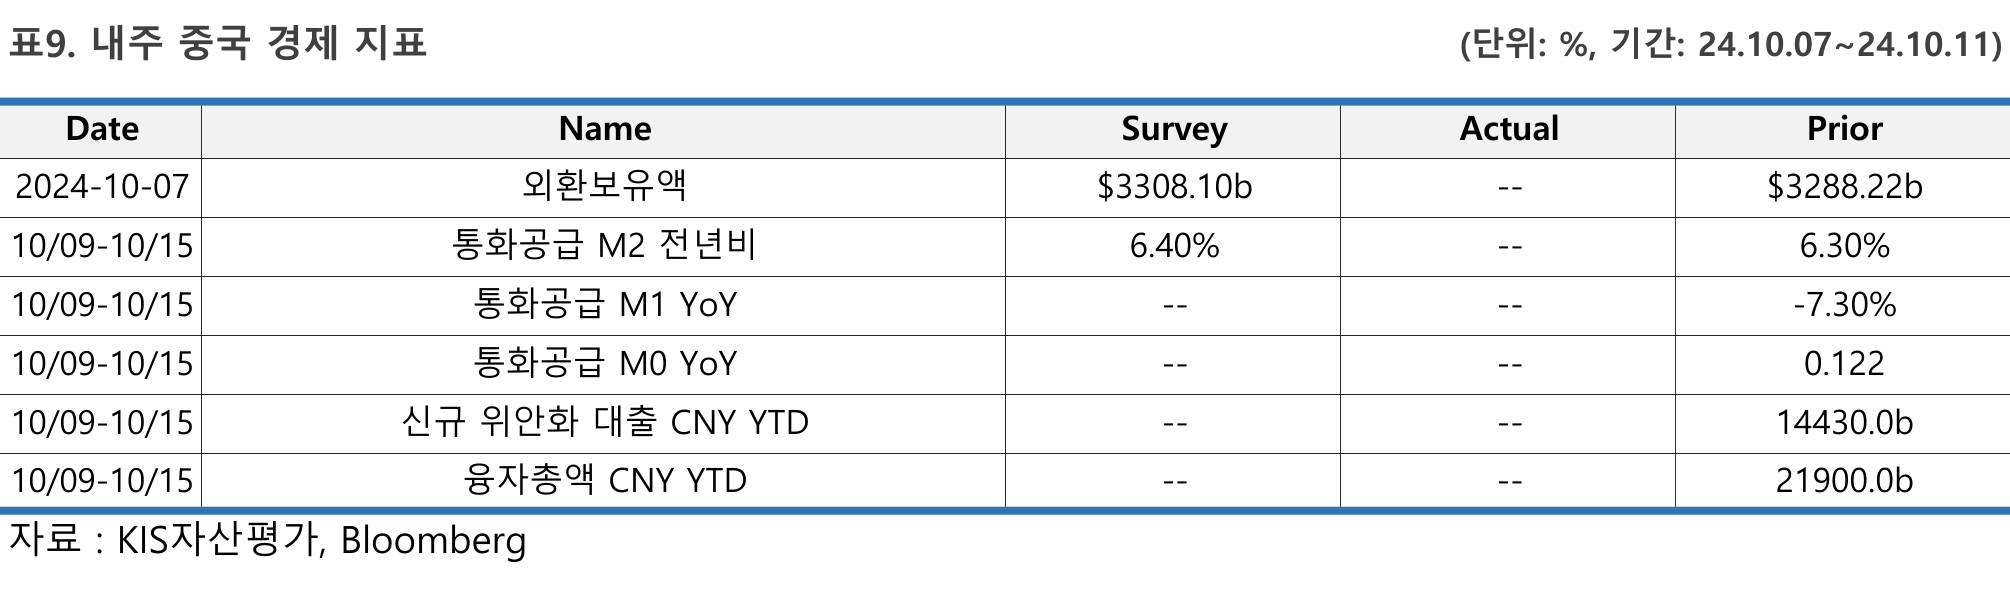 표9. 내주 중국 경제 지표 (단위: %, 기간: 24.10.07~24.10.11)
Date Name Survey Actual Prior
2024-10-07 외환보유액 $3308.10b -- $3288.22b
10/09-10/15 통화공급 M2 전년비 6.40% -- 6.30%
10/09-10/15 통화공급 M1 YoY -- -- -7.30%
10/09-10/15 통화공급 M0 YoY -- -- 0.122
10/09-10/15 신규 위안화 대출 CNY YTD -- -- 14430.0b
10/09-10/15 융자총액 CNY YTD -- -- 21900.0b
자료 : KIS자산평가, Bloomberg